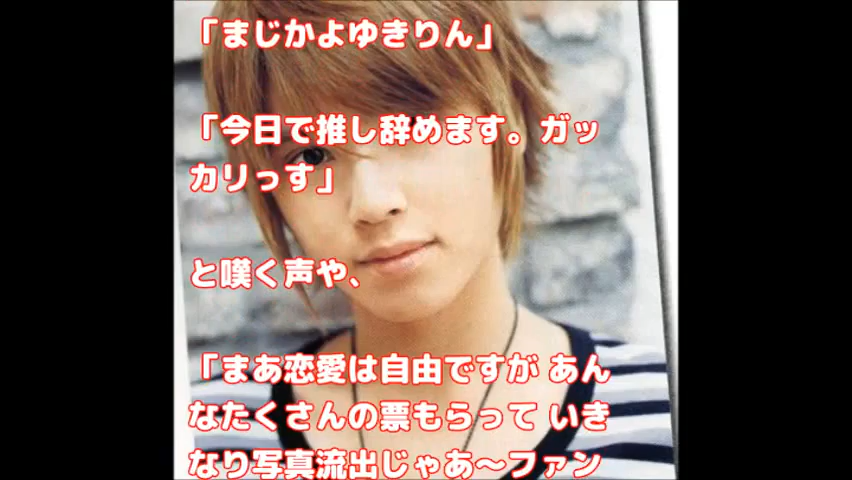 「まじかよゆきりん」
「今日で推し辞めます。ガッ
カリっす」
と嘆く声や、
「まあ恋愛は自由ですが あん
なたくさんの票もらって いき
なり写真流出じゃあ～ファン